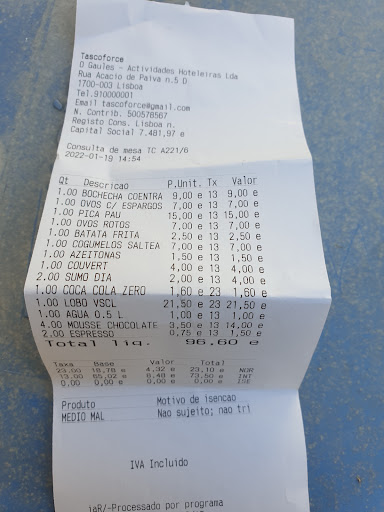 Tascoforce
O Gaules - Actividades Hoteleiras Lda
Rua Acacio de Paiva n.5 D
1700-003 Lisboa
Tel.910000001
Email tascoforce@gmail.com
N. Contrib. 500578567
Registo Cons. Lisboa n.
Capital Social 7.481,97 e
Consulta de mesa TC A221/6
2022-01-19 14:54
Qt Descricao P.Unit Tx Valor
1.00 BOCHECHA COENTRA 9,00 e 13 9,00 e
1.00 OVOS C/ ESPARGOS 7,00 e 13 7,00 e
1.00 PICA PAU 15,00 e 13 15,00 e
1.00 OVOS ROTOS 7,00 e 13 7,00 e
1.00 BATATA FRITA 2,50 e 13 2,50 e
1.00 COGUMELOS SALTEA 7,00 e 13 7,00 e
1.00 AZEITONAS 1,50 e 13 1,50 e
1.00 COUVERT 4,00 e 13 4,00 e
2.00 SUMO DIA 2,00 e 13 4,00 e
1.00 COCA COLA ZERO 1,60 e 23 1,60 e
1.00 LOBO VSCL 21,50 e 23 21,50 e
1.00 AGUA 0.5 L 1,00 e 13 1,00 e
4.00 MOUSSE CHOCOLATE 3,50 e 13 14,00 e
2.00 ESPRESSO 0,75 e 13 1,50 e
Total liq. 96.60 e
Taxa Base Valor Total
23.00 18,78 e 4,32 e 23,10 e NOR
13.00 65,02 e 8,48 e 73,50 e INT
0,00 0,00 e 0,00 e 0,00 e ISE
Produto Motivo de isencao
MEDIO MAL Nao sujeito; nao tri
IVA Incluido
jaR/-Processado por programa